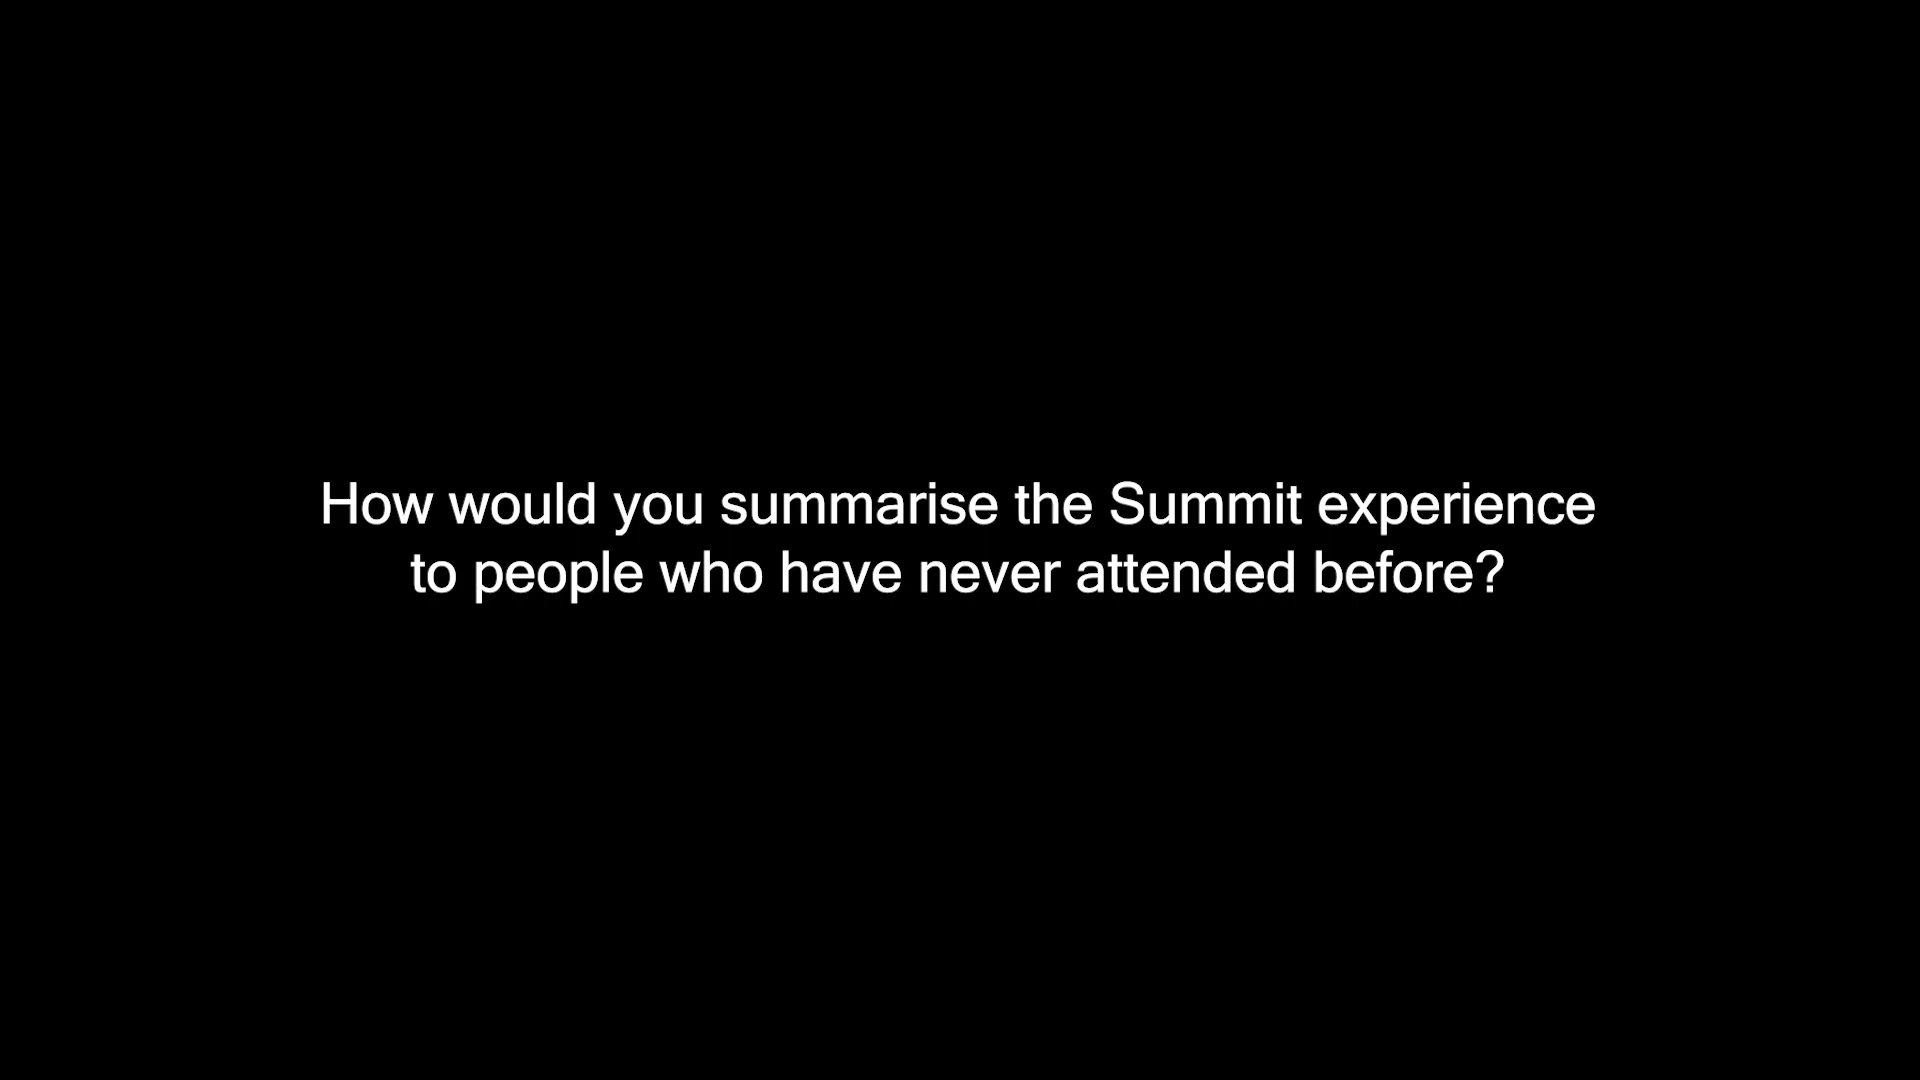 How would you summarise the Summit experience
to people who have never attended before?